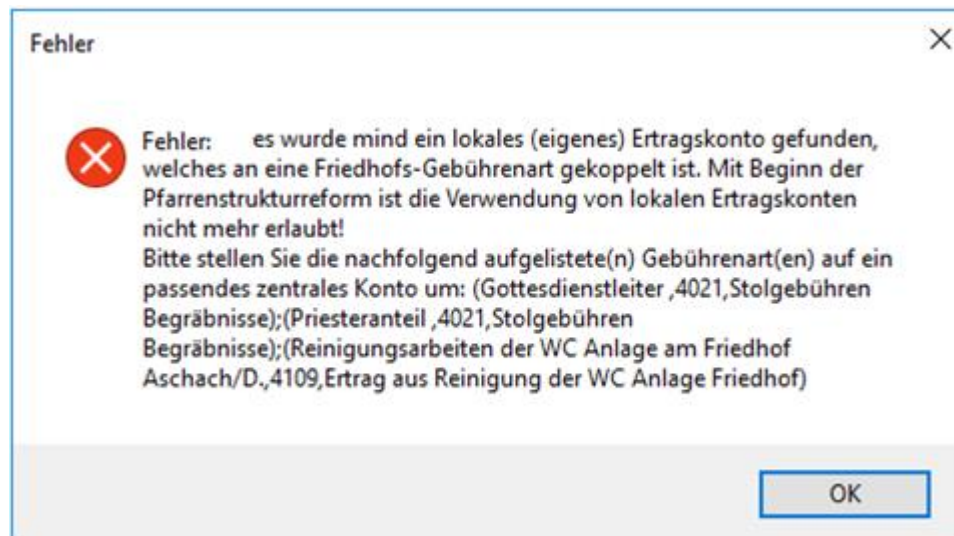 Fehler
Fehler: es wurde mind ein lokales (eigenes) Ertragskonto gefunden,
welches an eine Friedhofs-Gebührenart gekoppelt ist. Mit Beginn der
Pfarrenstrukturreform ist die Verwendung von lokalen Ertragskonten
nicht mehr erlaubt!
Bitte stellen Sie die nachfolgend aufgelistete(n) Gebührenart(en) auf ein
passendes zentrales Konto um: (Gottesdienstleiter ,4021,Stolgebühren
Begräbnisse);(Priesteranteil ,4021,Stolgebühren
Begräbnisse);(Reinigungsarbeiten der WC Anlage am Friedhof
Aschach/D.,4109,Ertrag aus Reinigung der WC Anlage Friedhof)
OK